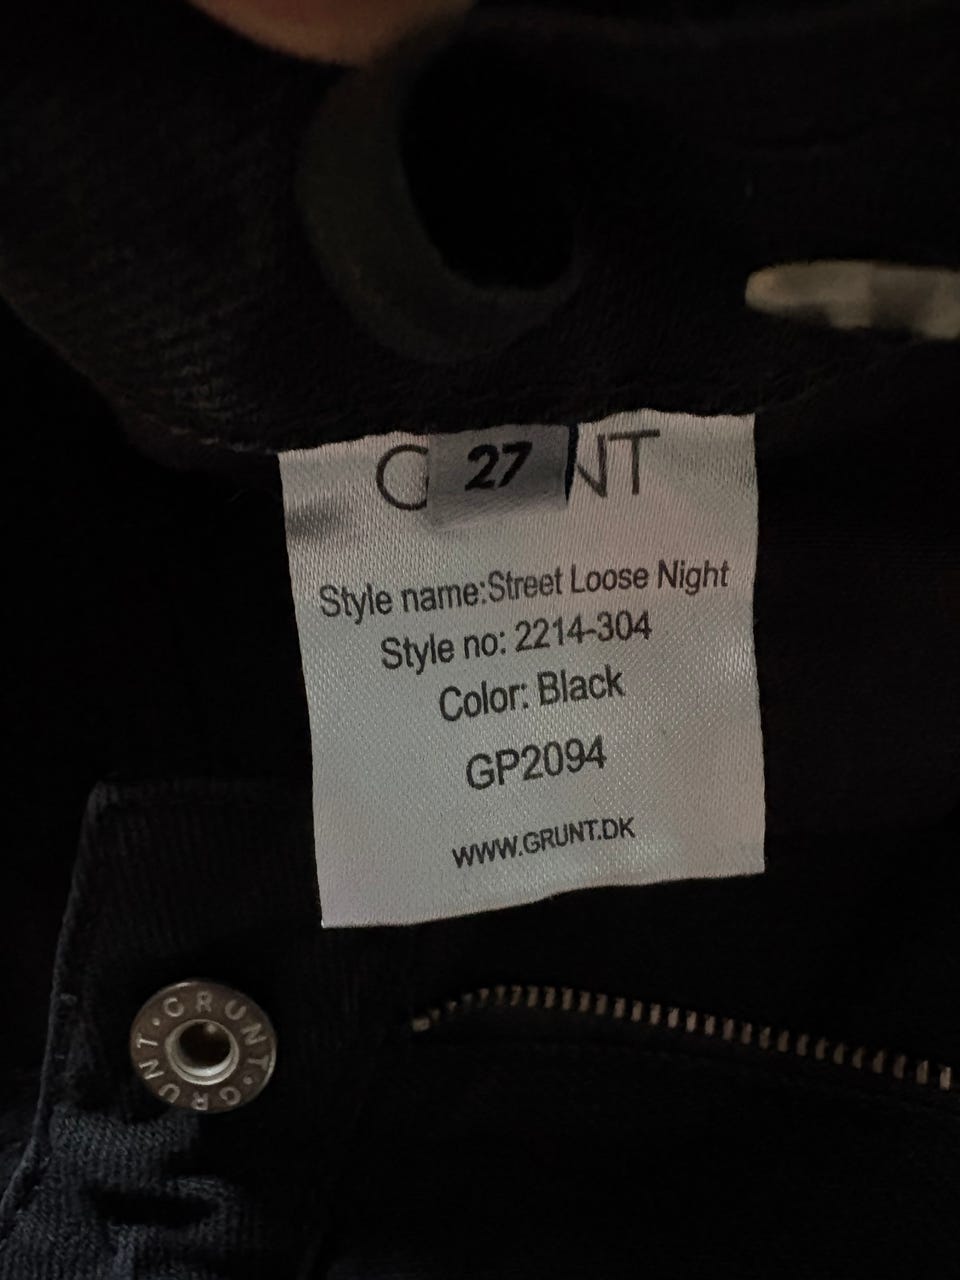 27
NT
Style name:Street Loose Night
Style no: 2214-304
Color: Black
GP2094
WWW.GRUNT.DK
GRUNT · GRUNT ·